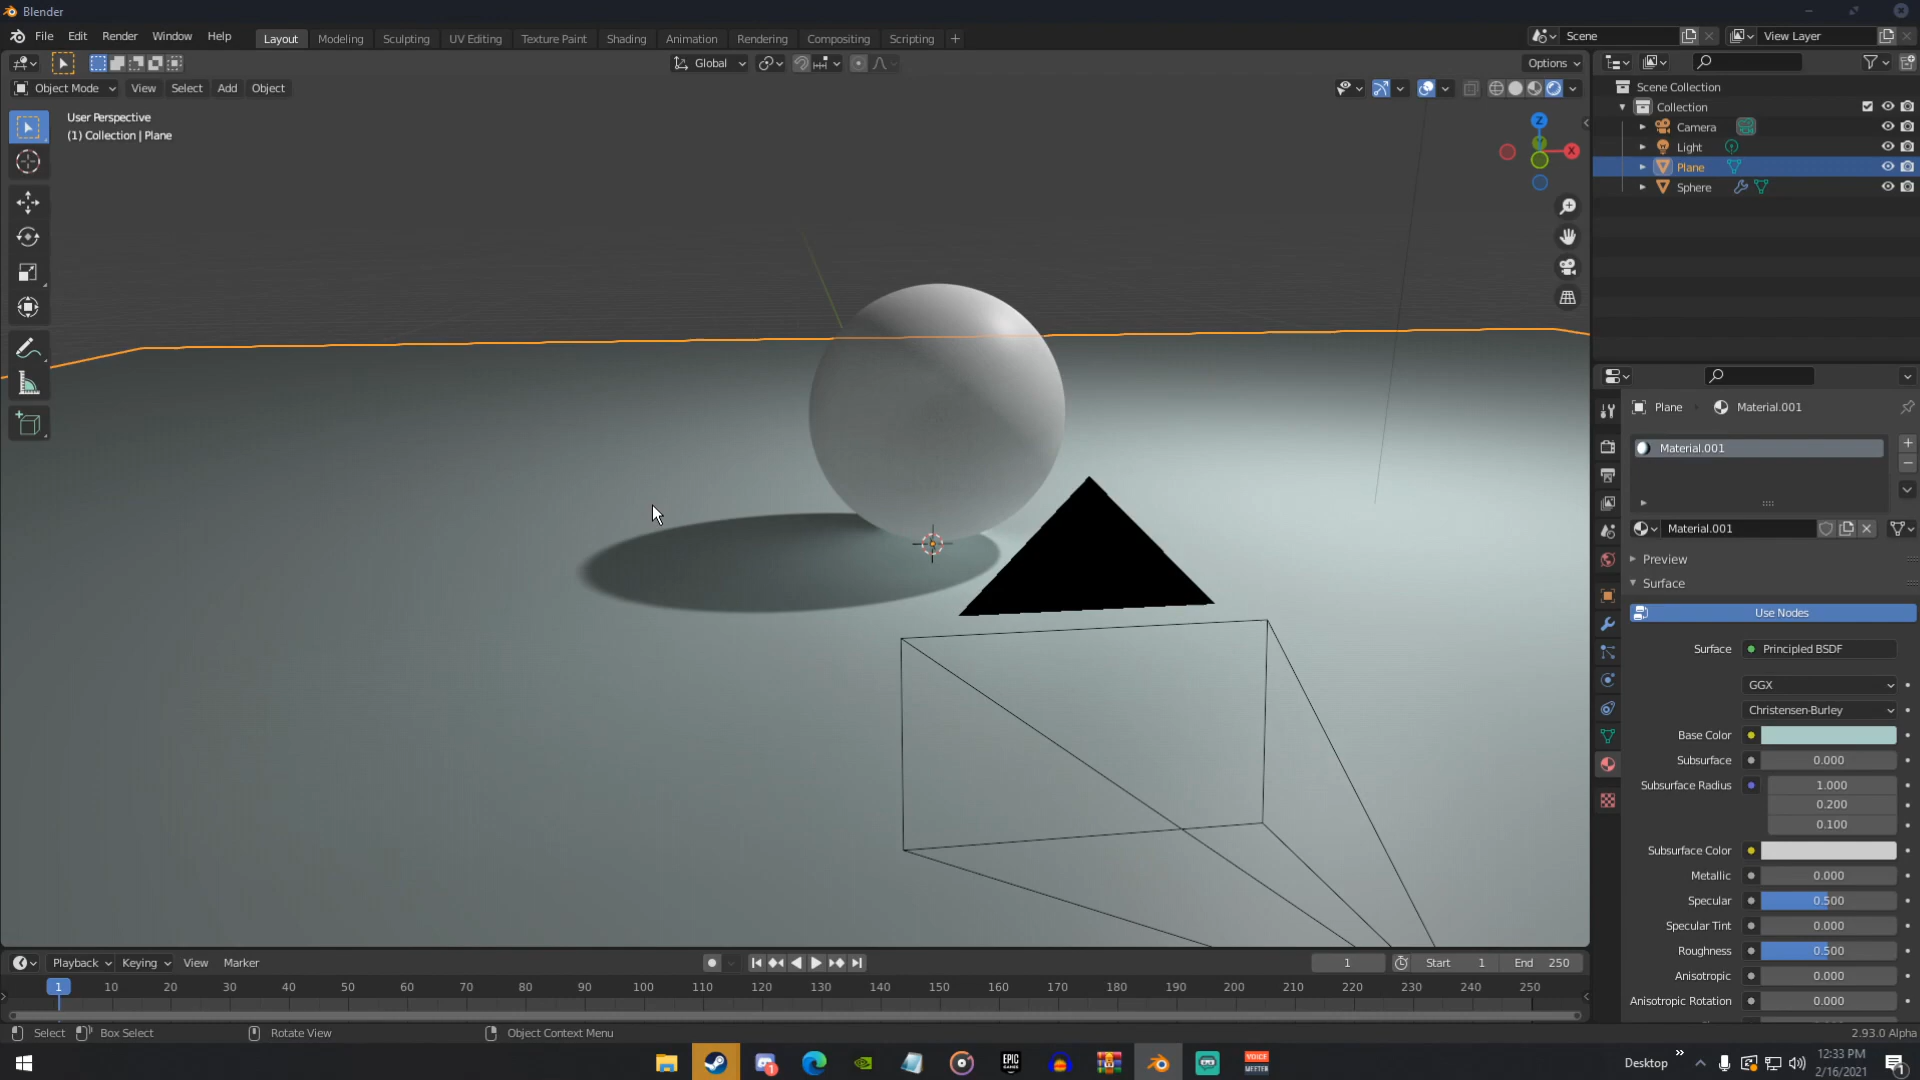 Blender
File Edit Render Window Help Layout Modeling Sculpting UV Editing Texture Paint Shading Animation Rendering Compositing Scripting + Scene View Layer
Global Options
Object Mode View Select Add Object
User Perspective
(1) Collection | Plane
Z
X
Scene Collection
Collection
Camera
Light
Plane
Sphere
Plane Material.001
Material.001
Material.001
Preview
Surface
Use Nodes
Surface Principled BSDF
GGX
Christensen-Burley
Base Color
Subsurface 0.000
Subsurface Radius 1.000
0.200
0.100
Subsurface Color
Metallic 0.000
Specular 0.500
Specular Tint 0.000
Roughness 0.500
Anisotropic 0.000
Anisotropic Rotation 0.000
Playback Keying View Marker 1 Start 1 End 250
1 10 20 30 40 50 60 70 80 90 100 110 120 130 140 150 160 170 180 190 200 210 220 230 240 250
Select Box Select Rotate View Object Context Menu 2.93.0 Alpha
1 EPIC GAMES VOICE MEETER Desktop 12:33 PM
2/16/2021 1